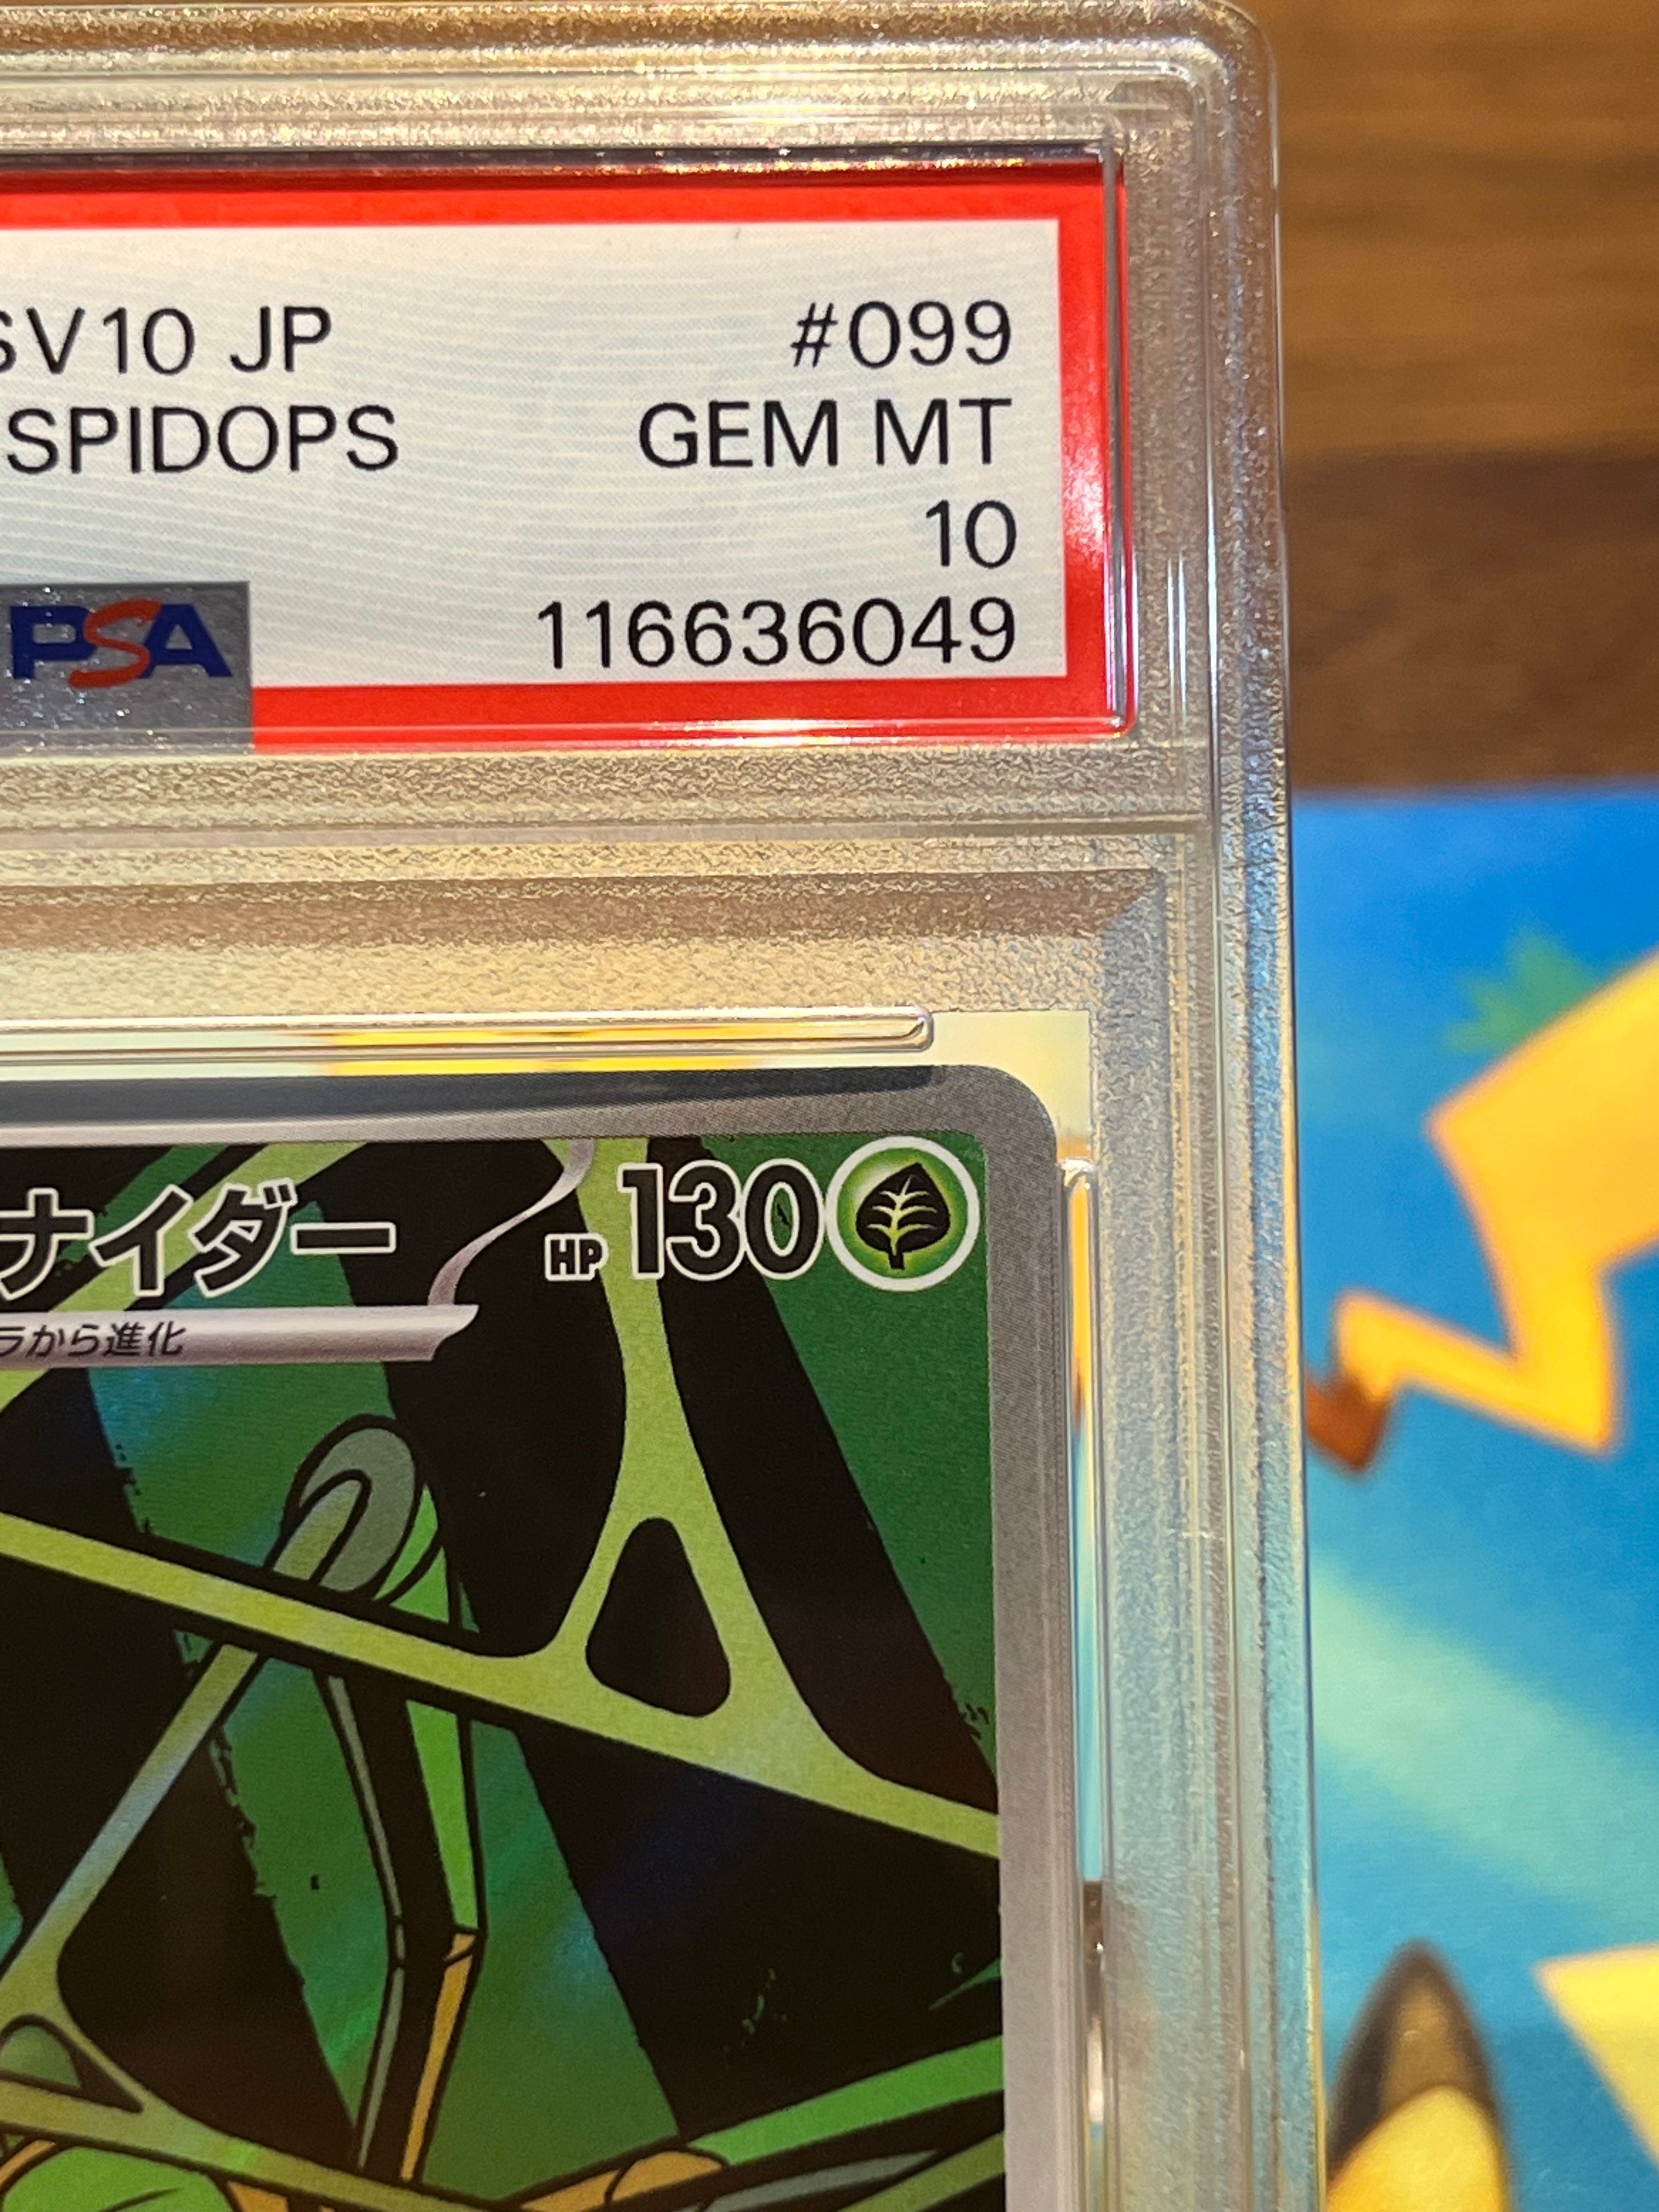 SV10 JP #099
SPIDOPS GEM MT
10
PSA 116636049
ナイダー HP 130
ラから進化